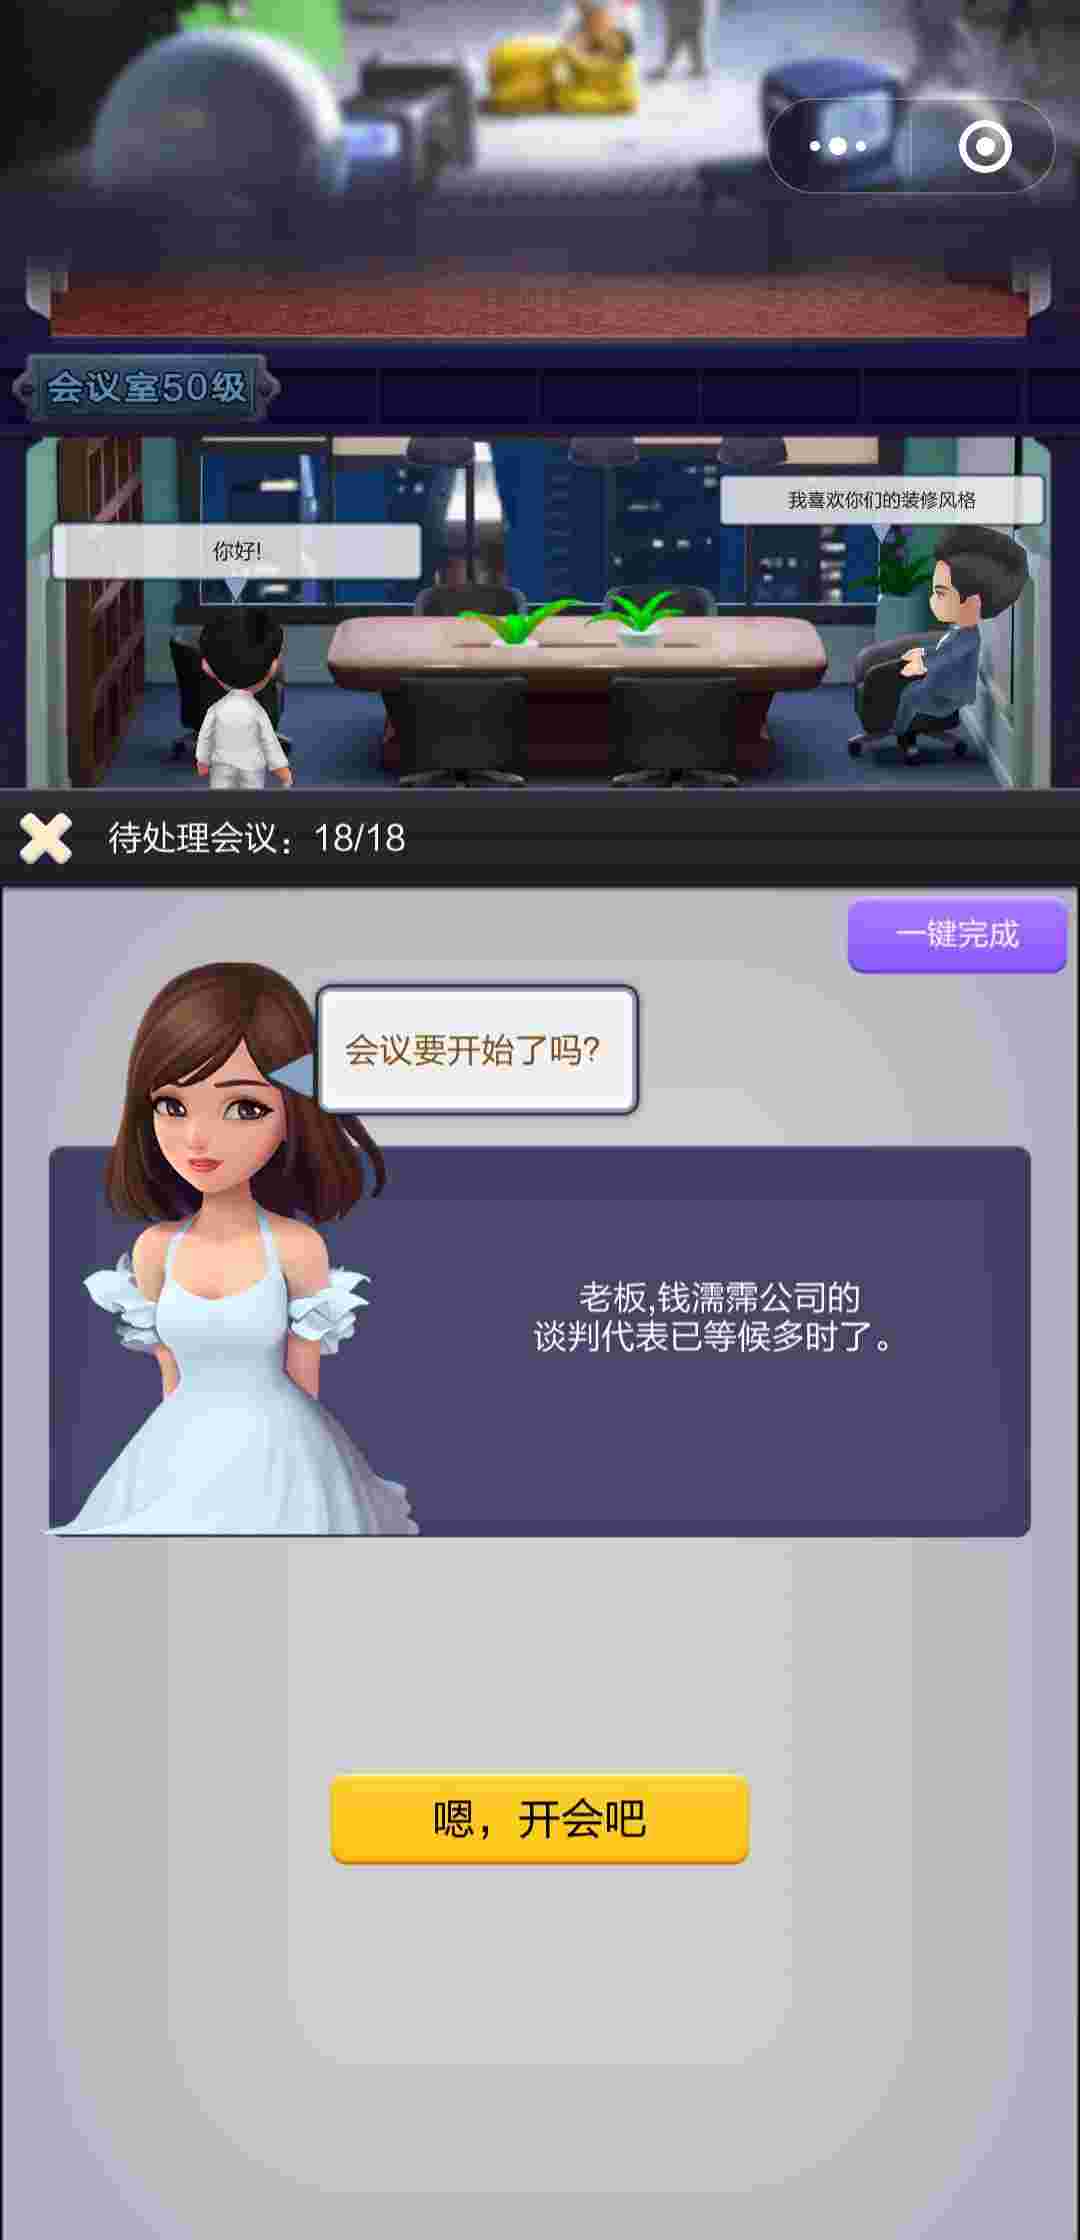 会议室50级
我喜欢你们的装修风格
你好!
待处理会议：18/18
一键完成
会议要开始了吗?
老板,钱濡霈公司的
谈判代表已等候多时了。
嗯，开会吧